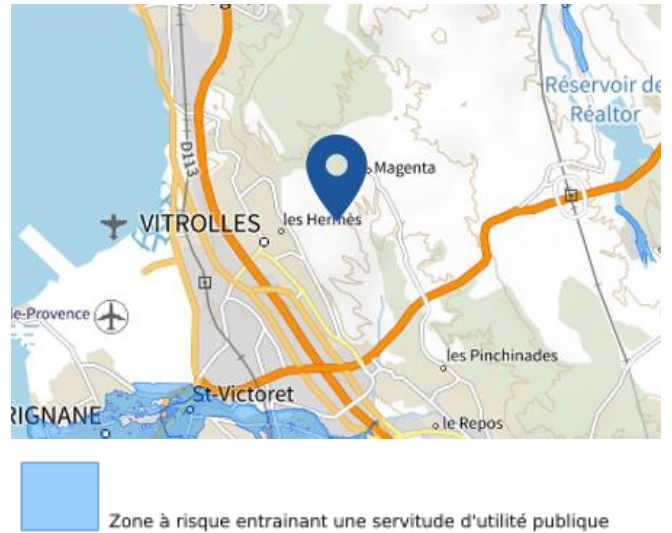 Réservoir de
Réaltor
D113
Magenta
VITROLLES
les Hermès
le-Provence
les Pinchinades
St-Victoret
RIGNANE
le Repos
Zone à risque entrainant une servitude d'utilité publique